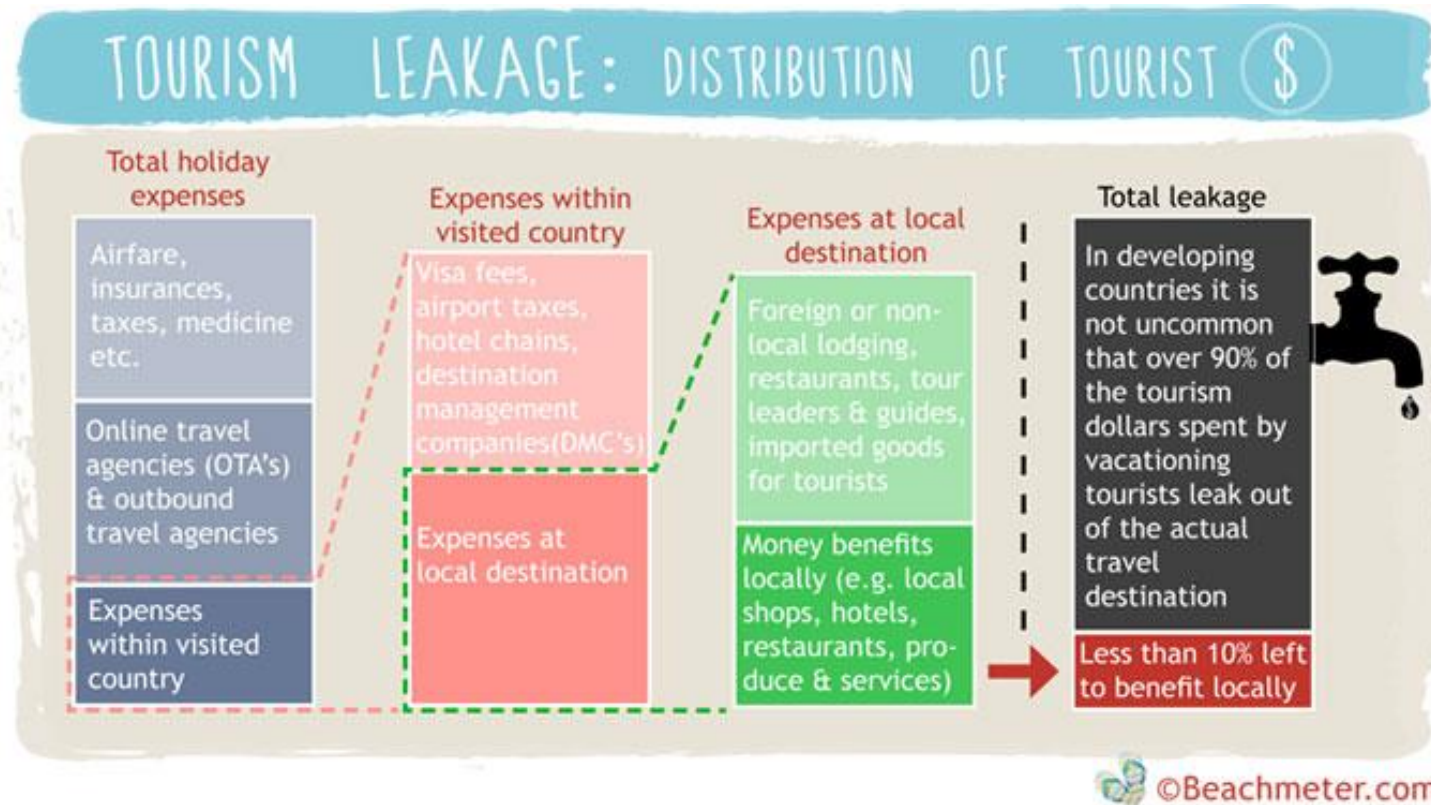 TOURISM LEAKAGE: DISTRIBUTION OF TOURIST $
Total holiday
expenses
Airfare,
insurances,
taxes, medicine
etc.
Online travel
agencies (OTA's)
& outbound
travel agencies
Expenses
within visited
country
Expenses within
visited country
Visa fees,
airport taxes,
hotel chains,
destination
management
companies(DMC's)
Expenses at
local destination
Expenses at local
destination
Foreign or non-
local lodging,
restaurants, tour
leaders & guides,
imported goods
for tourists
Money benefits
locally (e.g. local
shops, hotels,
restaurants, pro-
duce & services)
Total leakage
In developing
countries it is
not uncommon
that over 90% of
the tourism
dollars spent by
vacationing
tourists leak out
of the actual
travel
destination
Less than 10% left
to benefit locally
$
©Beachmeter.com